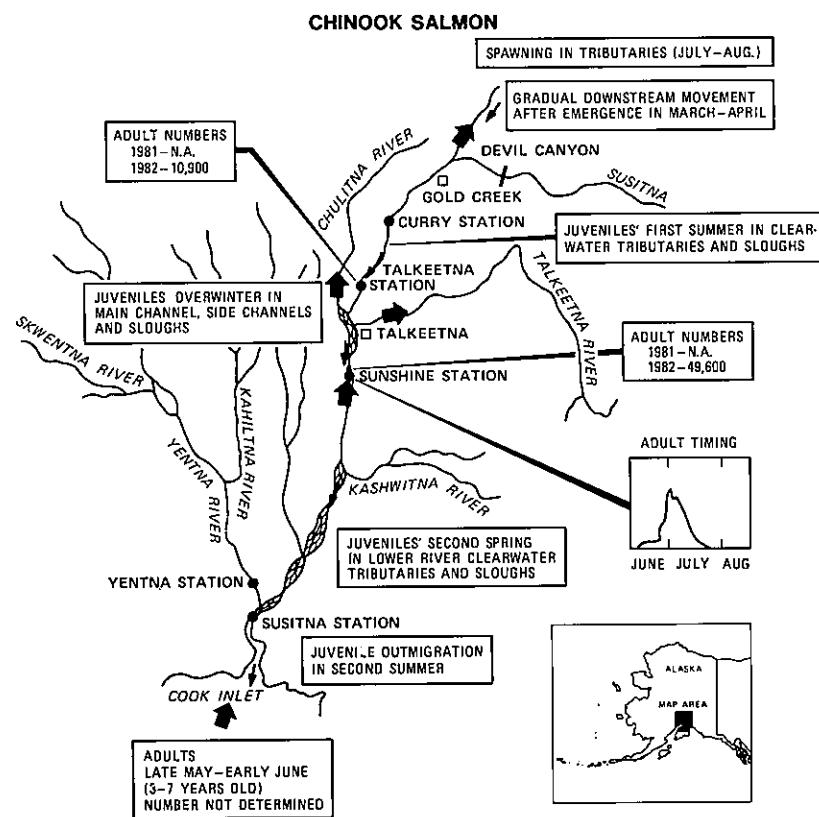 CHINOOK SALMON
SPAWNING IN TRIBUTARIES (JULY–AUG.)
GRADUAL DOWNSTREAM MOVEMENT
AFTER EMERGENCE IN MARCH–APRIL
ADULT NUMBERS
1981–N.A.
1982–10,900
CHULITNA RIVER
DEVIL CANYON
SUSITNA
GOLD CREEK
CURRY STATION
JUVENILES' FIRST SUMMER IN CLEAR-
WATER TRIBUTARIES AND SLOUGHS
TALKEETNA
STATION
TALKEETNA RIVER
JUVENILES OVERWINTER IN
MAIN CHANNEL, SIDE CHANNELS
AND SLOUGHS
TALKEETNA
SKWENTNA RIVER
ADULT NUMBERS
1981–N.A.
1982–49,600
SUNSHINE STATION
KAHILTNA RIVER
YENTNA RIVER
ADULT TIMING
KASHWITNA RIVER
JUNE JULY AUG
JUVENILES' SECOND SPRING
IN LOWER RIVER CLEARWATER
TRIBUTARIES AND SLOUGHS
YENTNA STATION
SUSITNA STATION
JUVENILE OUTMIGRATION
IN SECOND SUMMER
ALASKA
MAP AREA
COOK INLET
ADULTS
LATE MAY–EARLY JUNE
(3–7 YEARS OLD)
NUMBER NOT DETERMINED